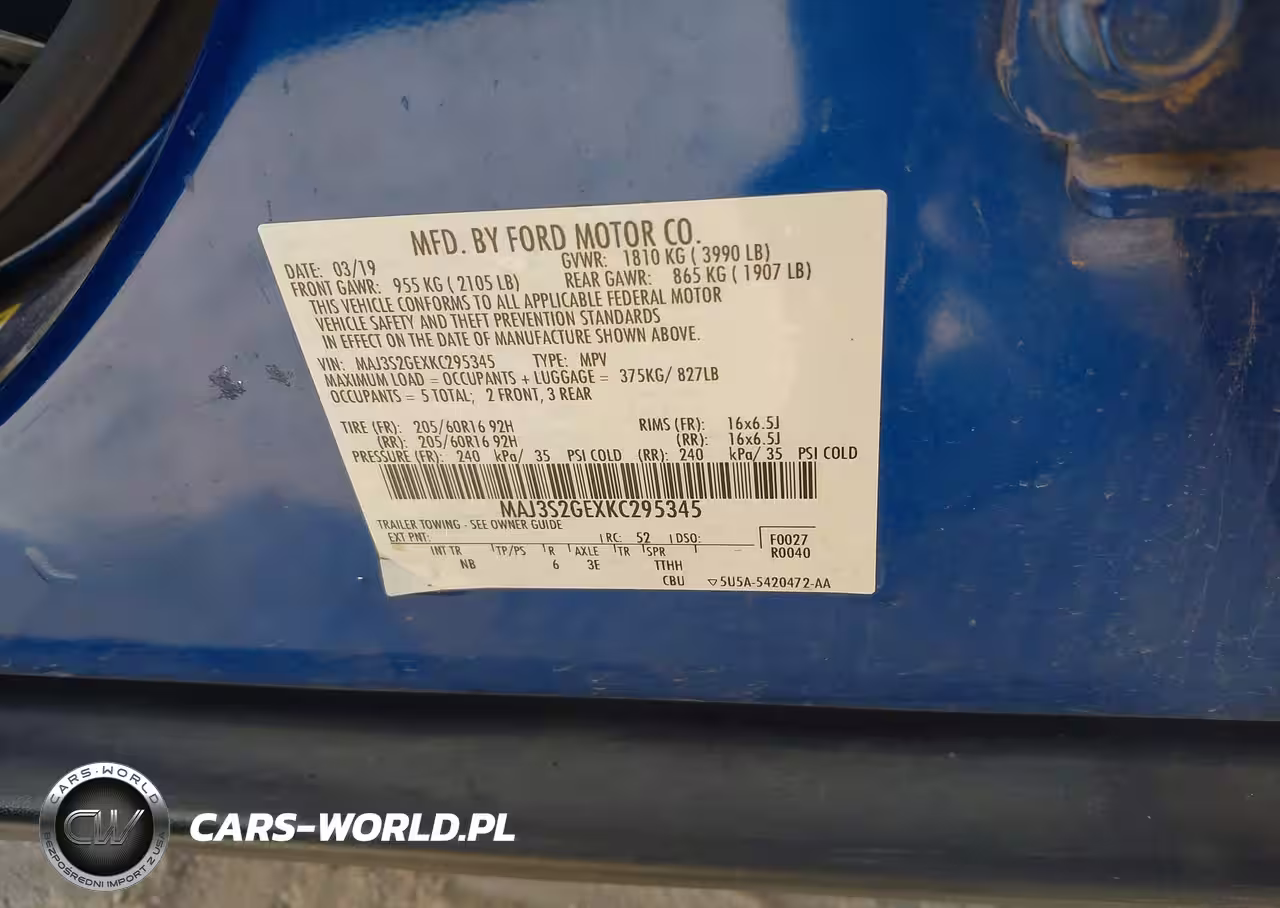 MFD. BY FORD MOTOR CO.
DATE: 03/19 GVWR: 1810 KG ( 3990 LB)
FRONT GAWR: 955 KG ( 2105 LB) REAR GAWR: 865 KG ( 1907 LB)
THIS VEHICLE CONFORMS TO ALL APPLICABLE FEDERAL MOTOR
VEHICLE SAFETY AND THEFT PREVENTION STANDARDS
IN EFFECT ON THE DATE OF MANUFACTURE SHOWN ABOVE.
VIN: MAJ3S2GEXKC295345 TYPE: MPV
MAXIMUM LOAD = OCCUPANTS + LUGGAGE = 375KG/ 827LB
OCCUPANTS = 5 TOTAL; 2 FRONT, 3 REAR
TIRE (FR): 205/60R16 92H RIMS (FR): 16x6.5J
(RR): 205/60R16 92H (RR): 16x6.5J
PRESSURE (FR): 240 kPa/ 35 PSI COLD (RR): 240 kPa/ 35 PSI COLD
MAJ3S2GEXKC295345
TRAILER TOWING - SEE OWNER GUIDE
EXT PNT: RC: 52 DSO: F0027
INT TR TP/PS R AXLE TR SPR R0040
NB 6 3E TTHH
CBU 5U5A-5420472-AA
CARS-WORLD
CW
BEZPOŚREDNI IMPORT Z USA
CARS-WORLD.PL